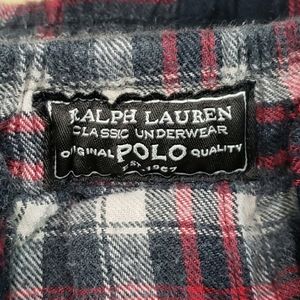 RALPH LAUREN
CLASSIC UNDERWEAR
ORIGINAL POLO QUALITY
EST. 1967